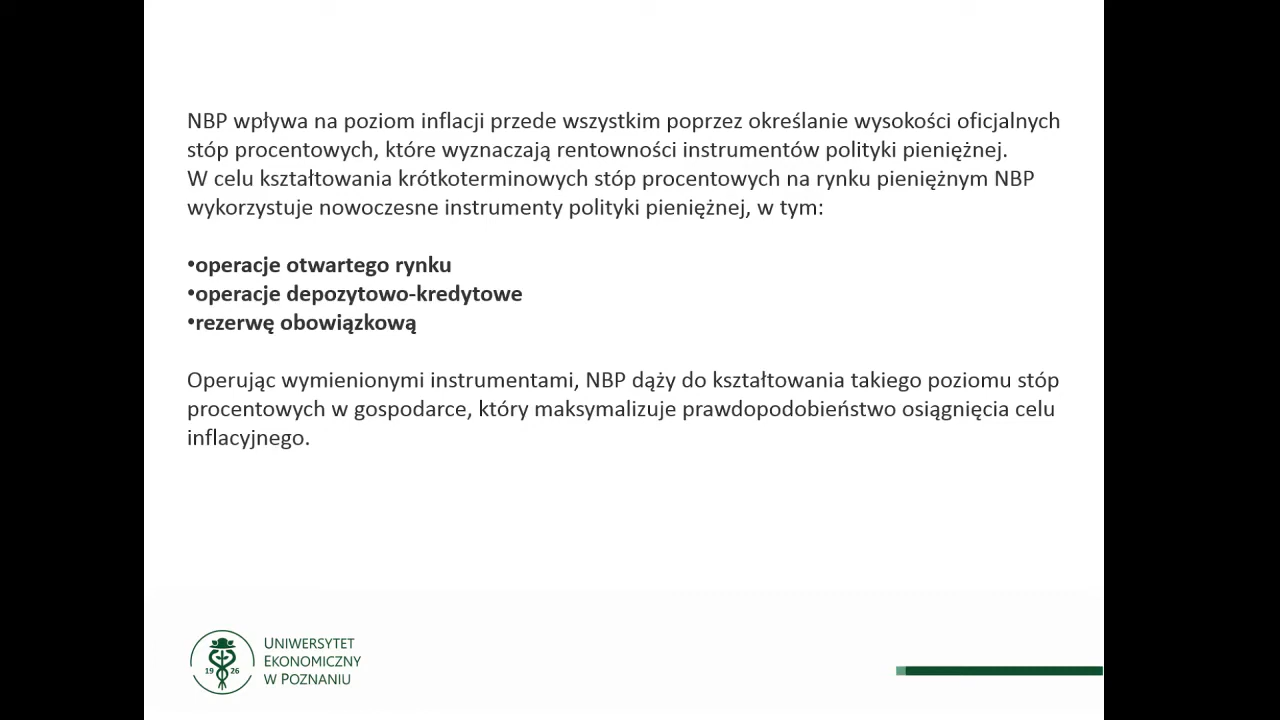 NBP wpływa na poziom inflacji przede wszystkim poprzez określanie wysokości oficjalnych
stóp procentowych, które wyznaczają rentowności instrumentów polityki pieniężnej.
W celu kształtowania krótkoterminowych stóp procentowych na rynku pieniężnym NBP
wykorzystuje nowoczesne instrumenty polityki pieniężnej, w tym:
•operacje otwartego rynku
•operacje depozytowo-kredytowe
•rezerwę obowiązkową
Operując wymienionymi instrumentami, NBP dąży do kształtowania takiego poziomu stóp
procentowych w gospodarce, który maksymalizuje prawdopodobieństwo osiągnięcia celu
inflacyjnego.
19 26
UNIWERSYTET
EKONOMICZNY
W POZNANIU